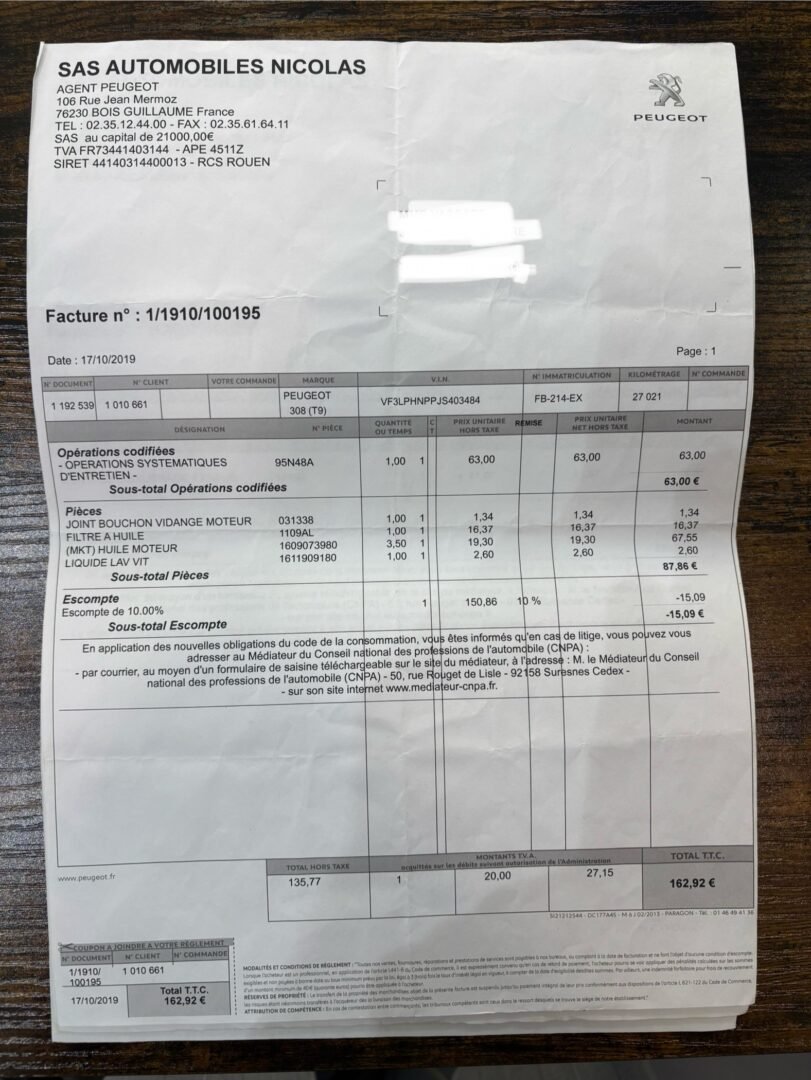 SAS AUTOMOBILES NICOLAS
AGENT PEUGEOT
106 Rue Jean Mermoz
76230 BOIS GUILLAUME France
TEL : 02.35.12.44.00 - FAX : 02.35.61.64.11
SAS au capital de 21000,00€
TVA FR73441403144 - APE 4511Z
SIRET 44140314400013 - RCS ROUEN
PEUGEOT
Facture n° : 1/1910/100195
Date : 17/10/2019
Page : 1
N° DOCUMENT N° CLIENT VOTRE COMMANDE MARQUE V.I.N. N° IMMATRICULATION KILOMÉTRAGE N° COMMANDE
1 192 539 1 010 661 PEUGEOT 308 (T9) VF3LPHNPPJS403484 FB-214-EX 27 021
DÉSIGNATION N° PIÈCE QUANTITÉ OU TEMPS C T PRIX UNITAIRE HORS TAXE REMISE PRIX UNITAIRE NET HORS TAXE MONTANT
Opérations codifiées
- OPERATIONS SYSTEMATIQUES 95N48A 1,00 1 63,00 63,00 63,00
D'ENTRETIEN -
Sous-total Opérations codifiées 63,00 €
Pièces
JOINT BOUCHON VIDANGE MOTEUR 031338 1,00 1 1,34 1,34 1,34
FILTRE A HUILE 1109AL 1,00 1 16,37 16,37 16,37
(MKT) HUILE MOTEUR 1609073980 3,50 1 19,30 19,30 67,55
LIQUIDE LAV VIT 1611909180 1,00 1 2,60 2,60 2,60
Sous-total Pièces 87,86 €
Escompte
Escompte de 10.00% 1 150,86 10 % -15,09
Sous-total Escompte -15,09 €
En application des nouvelles obligations du code de la consommation, vous êtes informés qu'en cas de litige, vous pouvez vous
adresser au Médiateur du Conseil national des professions de l'automobile (CNPA) :
- par courrier, au moyen d'un formulaire de saisine téléchargeable sur le site du médiateur, à l'adresse : M. le Médiateur du Conseil
national des professions de l'automobile (CNPA) - 50, rue Rouget de Lisle - 92158 Suresnes Cedex -
- sur son site internet www.mediateur-cnpa.fr.
www.peugeot.fr
TOTAL HORS TAXE MONTANTS T.V.A. acquittés sur les débits suivant autorisation de l'Administration TOTAL T.T.C.
135,77 1 20,00 27,15 162,92 €
COUPON A JOINDRE A VOTRE RÈGLEMENT
N° DOCUMENT N° CLIENT N° COMMANDE
1/1910/ 1 010 661
100195
17/10/2019 Total T.T.C.
162,92 €
MODALITÉS ET CONDITIONS DE RÈGLEMENT :
RÉSERVES DE PROPRIÉTÉ :
ATTRIBUTION DE COMPÉTENCE :